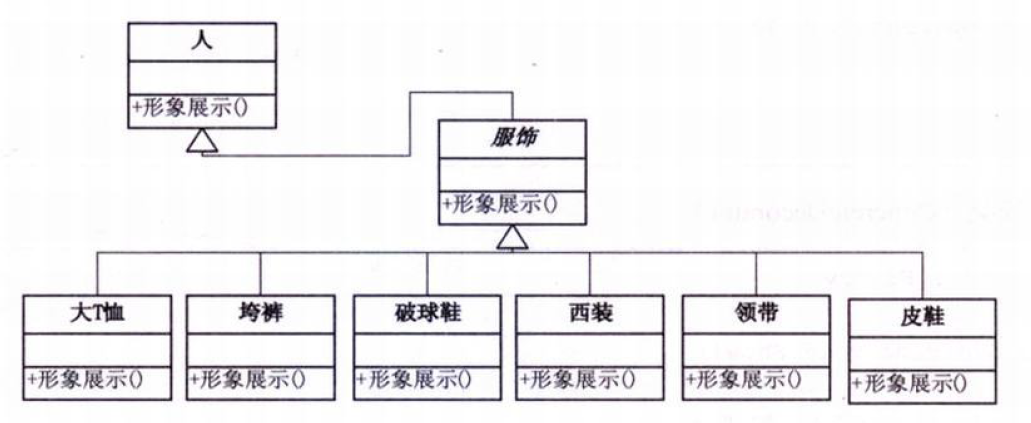 人
+形象展示()
服饰
+形象展示()
大T恤
垮裤
破球鞋
西装
领带
皮鞋
+形象展示()
+形象展示()
+形象展示()
+形象展示()
+形象展示()
+形象展示()